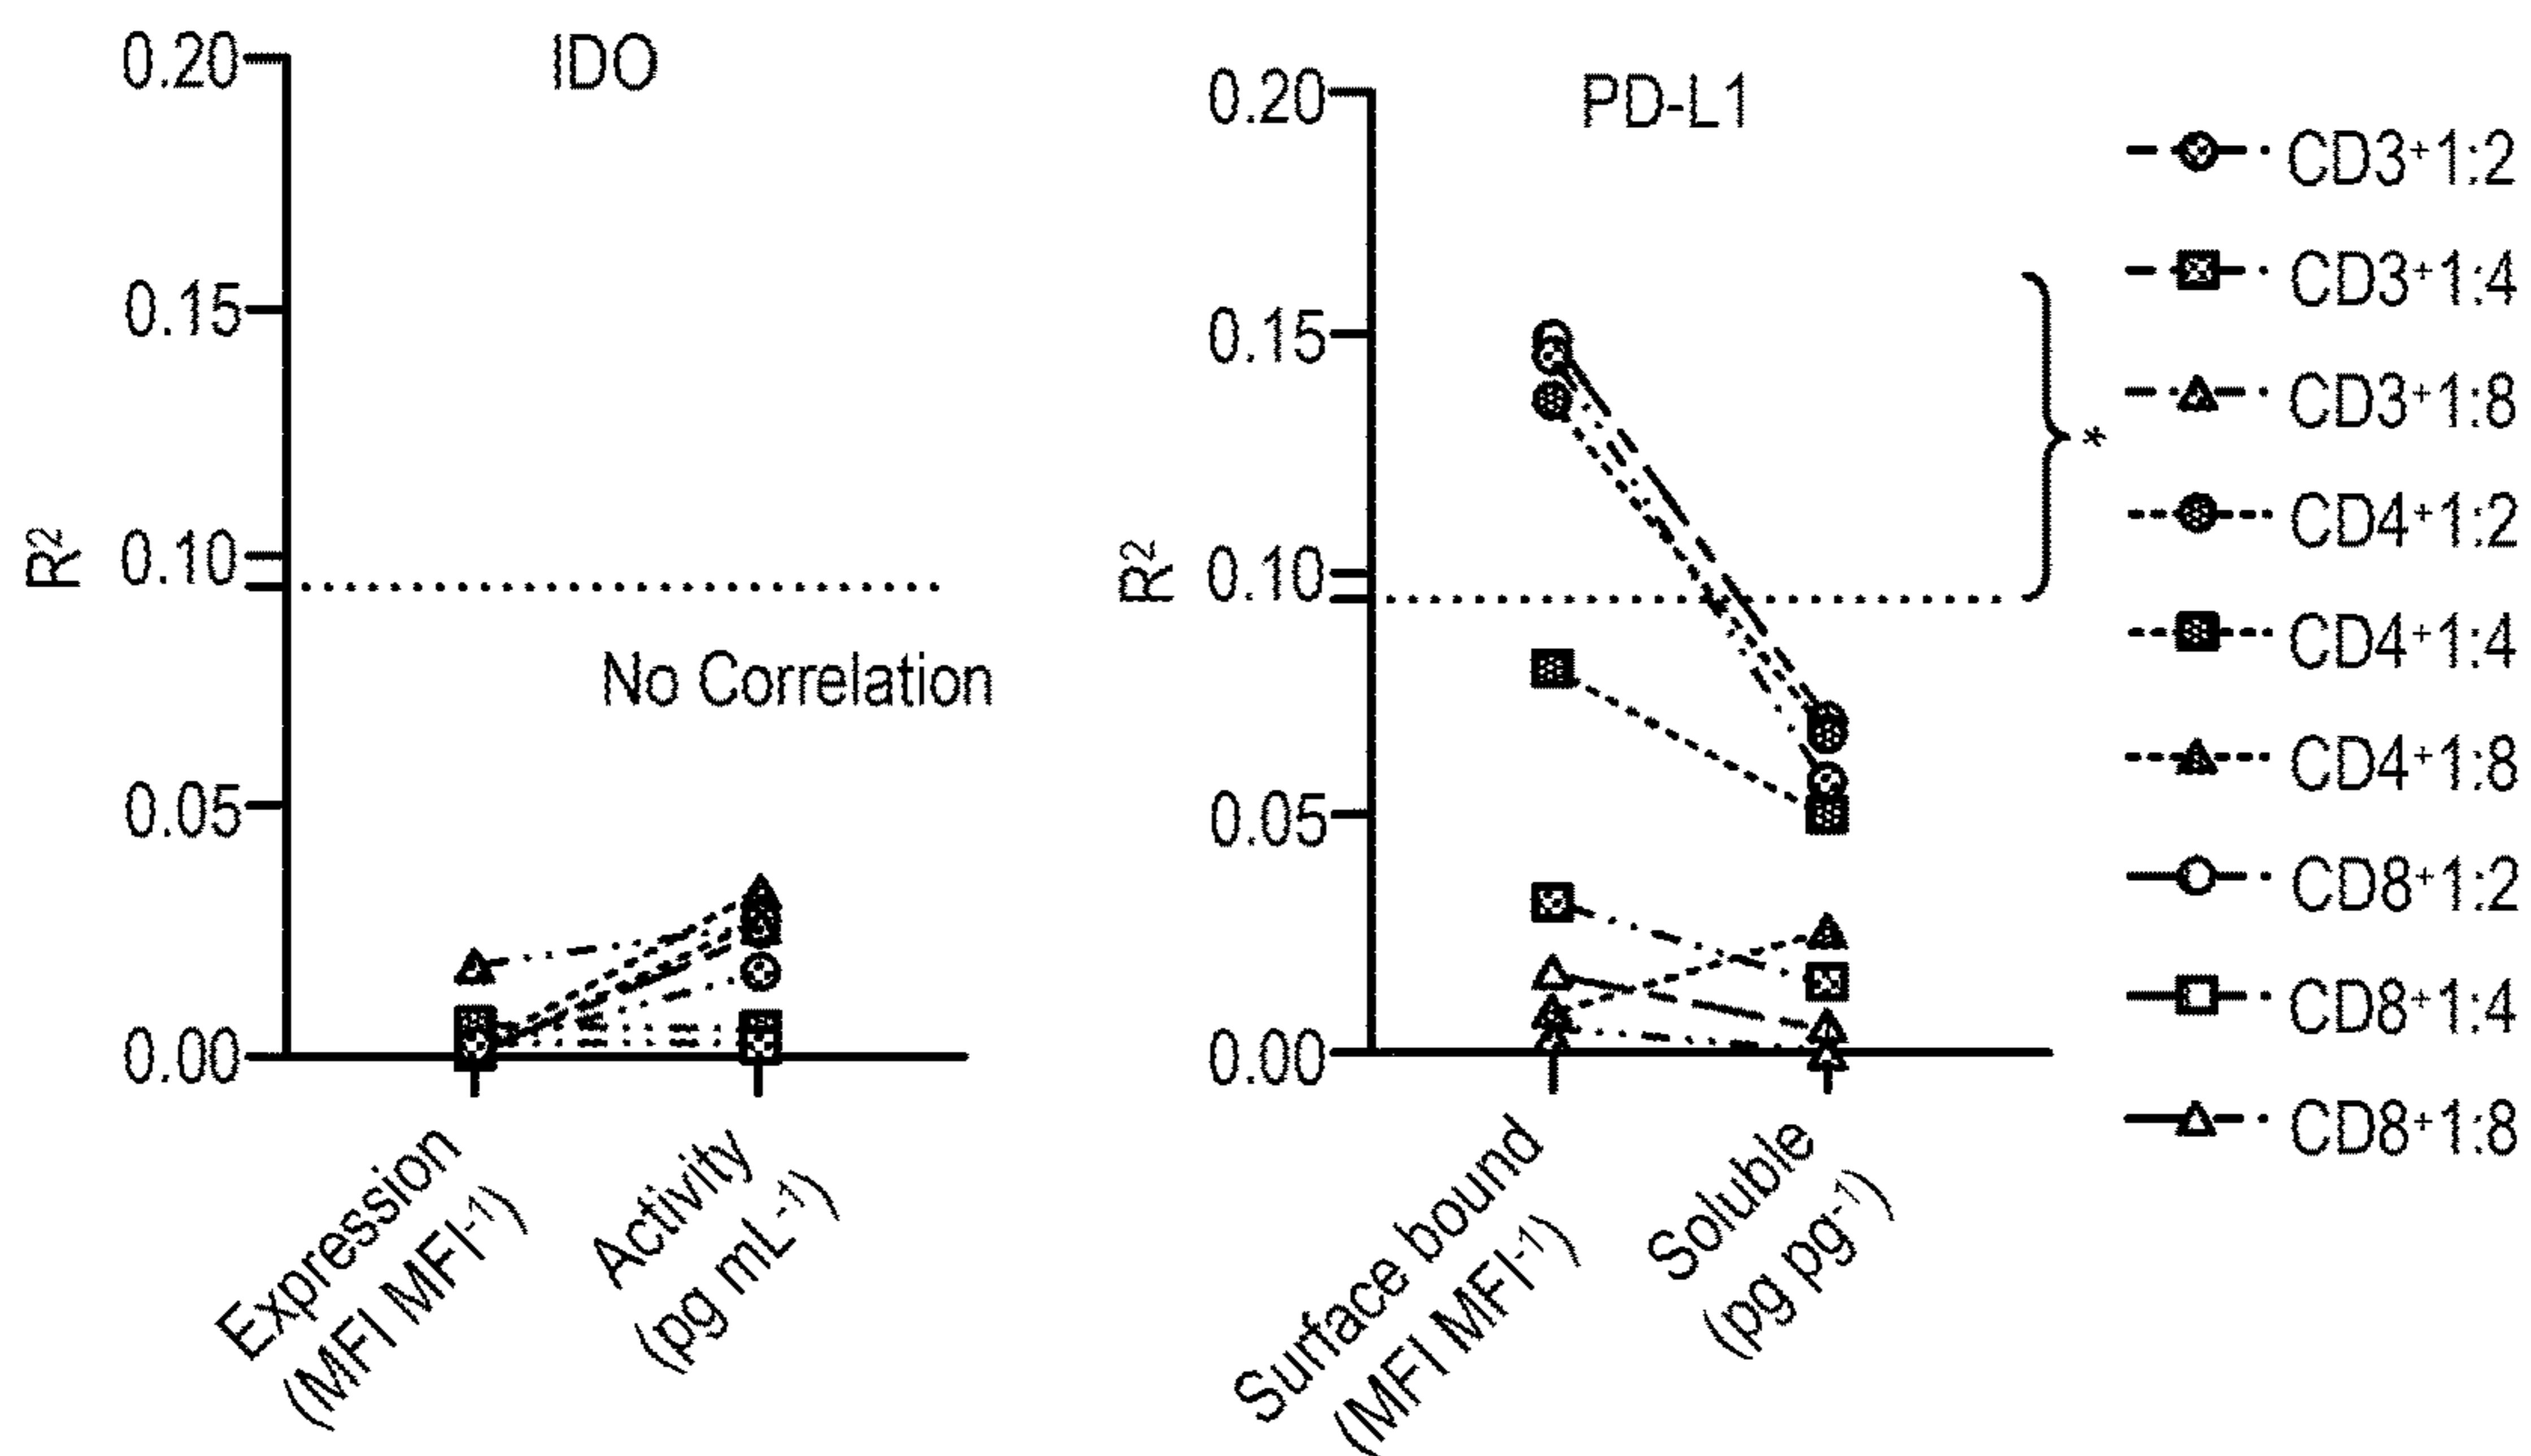 IDO
0.20
0.15
0.10
0.05
0.00
R²
No Correlation
Expression
(MFI MFI⁻¹)
Activity
(pg mL⁻¹)
PD-L1
0.20
0.15
0.10
0.05
0.00
R²
*
Surface bound
(MFI MFI⁻¹)
Soluble
(pg pg⁻¹)
CD3⁺1:2
CD3⁺1:4
CD3⁺1:8
CD4⁺1:2
CD4⁺1:4
CD4⁺1:8
CD8⁺1:2
CD8⁺1:4
CD8⁺1:8